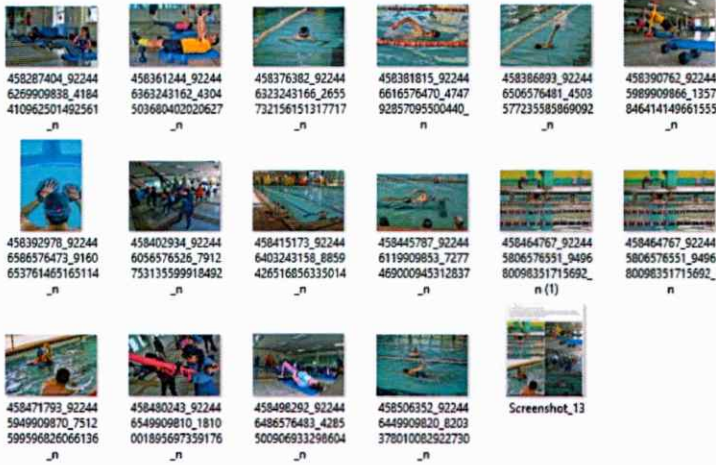 458287404_92244
6269909838_4184
410962501492561
_n
458361244_92244
6363243162_4304
503680402020627
_n
458376382_92244
6323243166_2655
732156151317717
_n
458381815_92244
6616576470_4747
92857095500440_
n
458386893_92244
6506576481_4503
577235585869092
_n
458390762_92244
5989909866_1357
846414149661555
_n
458392978_92244
6586576473_9160
653761465165114
_n
458402934_92244
6056576526_7912
753135599918492
_n
458415173_92244
6403243158_8859
426516856335014
_n
458445787_92244
6119909853_7277
469000945312837
_n
458464767_92244
5806576551_9496
80098351715692_
n (1)
458464767_92244
5806576551_9496
80098351715692_
n
458471793_92244
5949909870_7512
599596826066136
_n
458480243_92244
6549909810_1810
001895697359176
_n
458498292_92244
6486576483_4285
500906933298604
_n
458506352_92244
6449909820_8203
378010082922730
_n
Screenshot_13